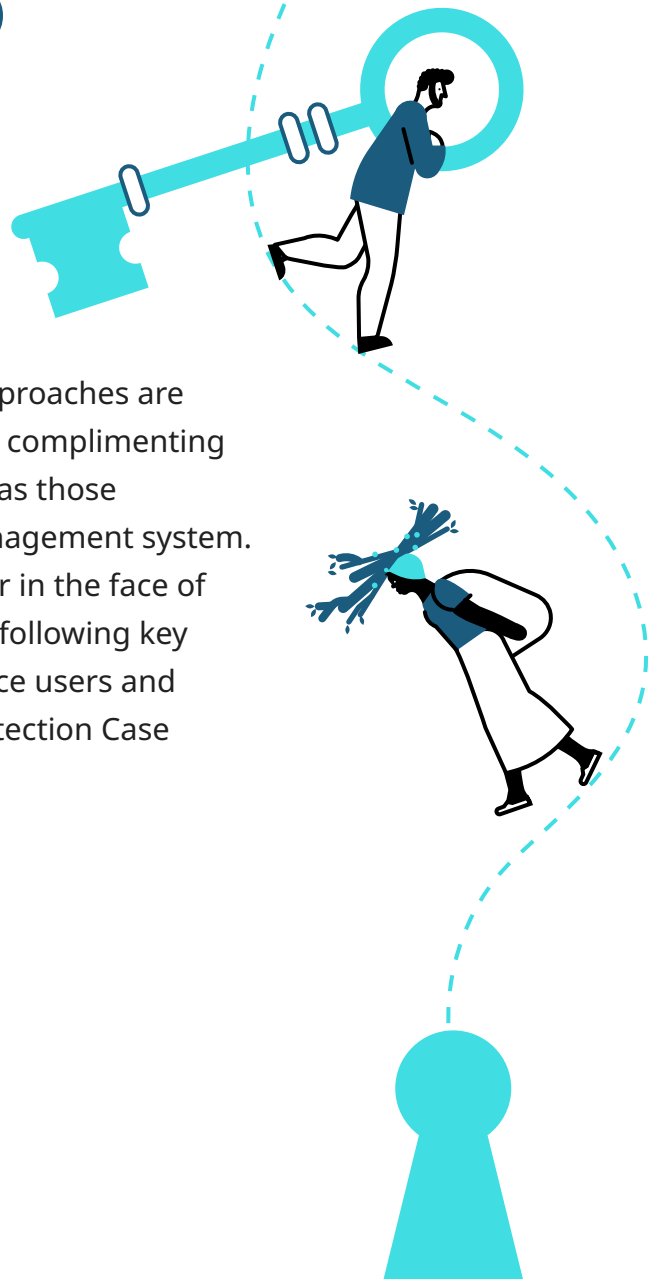 proaches are
complimenting
as those
nagement system.
r in the face of
following key
ce users and
tection Case